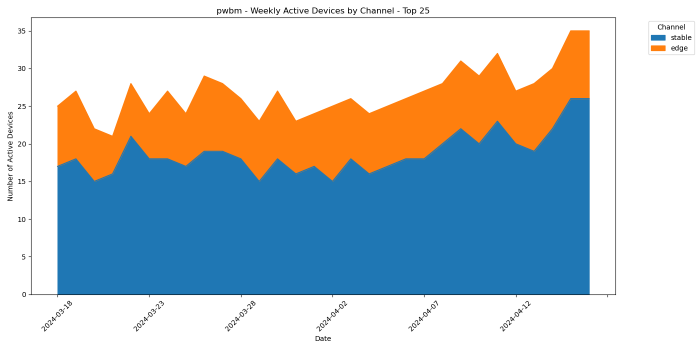 pwbm - Weekly Active Devices by Channel - Top 25
Channel
stable
edge
Number of Active Devices
35
30
25
20
15
10
5
0
2024-03-18
2024-03-23
2024-03-28
2024-04-02
2024-04-07
2024-04-12
Date